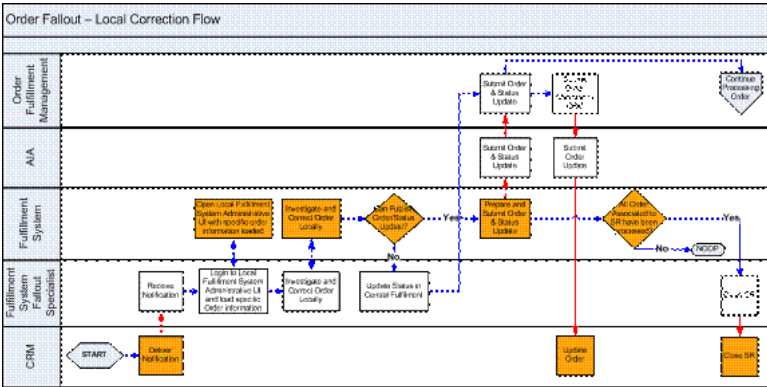 Order Fallout – Local Correction Flow
Order
Fulfillment
Management
Submit Order
& Status
Update
Continue
Processing
Order
AIA
Submit Order
& Status
Update
Submit
Order
Update
Fulfillment
System
Open Local Fulfillment
System Administrative
UI with specific order
information loaded
Investigate and
Correct Order
Locally
Can Publish
Order/Status
Update?
Yes
Prepare and
Submit Order &
Status
Update
All Order
Associated to
SR have been
processed?
Yes
No
No
NOOP
Fulfillment
System
Fallout
Specialist
Receive
Notification
Login to Local
Fulfillment System
Administrative UI
and load specific
Order information
Investigate and
Correct Order
Locally
Update Status in
Central Fulfillment
CRM
START
Deliver
Notification
Update
Order
Close SR